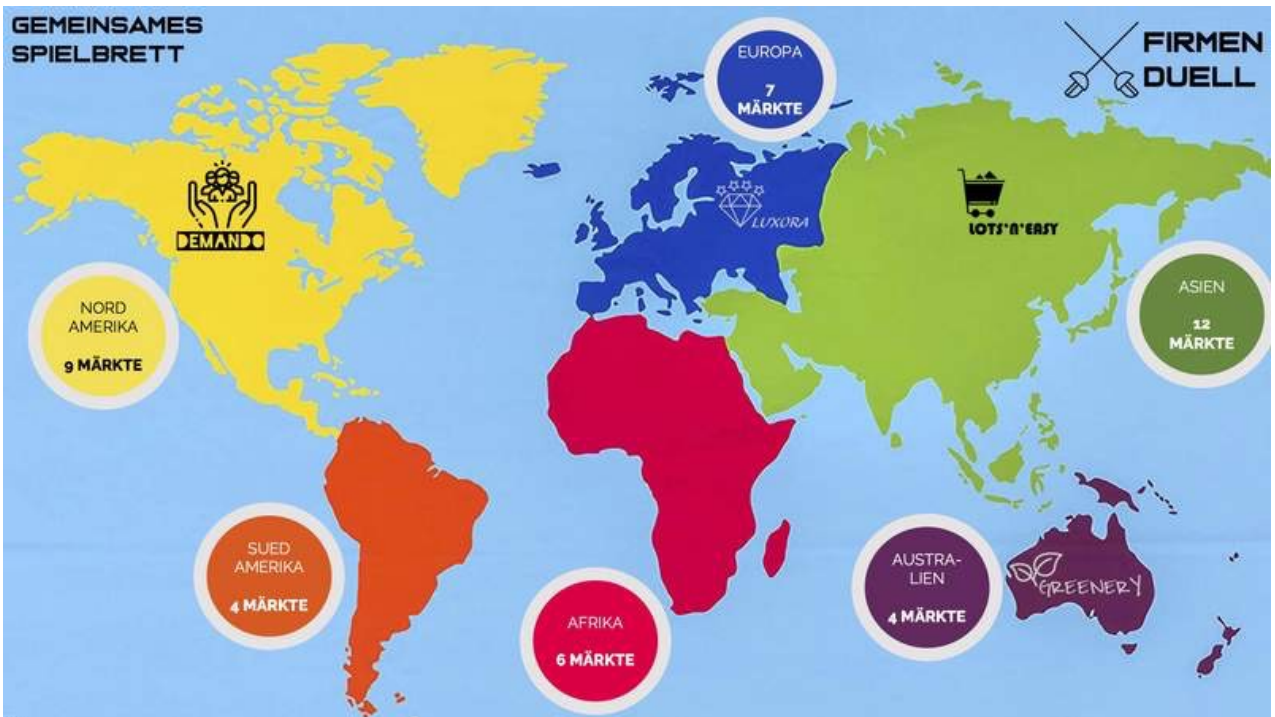 GEMEINSAMES
SPIELBRETT
FIRMEN
DUELL
EUROPA
7
MÄRKTE
DEMANDO
LUXORA
LOTS'N'EASY
NORD
AMERIKA
9 MÄRKTE
ASIEN
12
MÄRKTE
SUED
AMERIKA
4 MÄRKTE
AFRIKA
6 MÄRKTE
AUSTRA-
LIEN
4 MÄRKTE
GREENERY